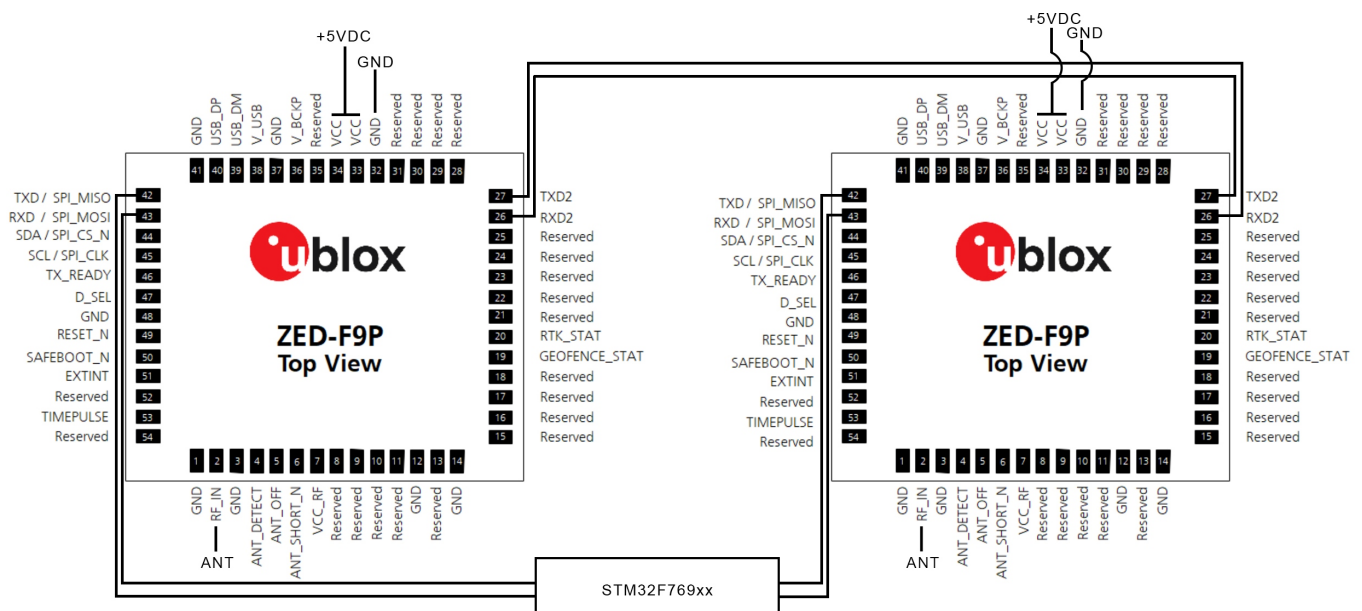 +5VDC
GND
GND
USB_DP
USB_DM
V_USB
GND
V_BCKP
Reserved
VCC
VCC
GND
Reserved
Reserved
Reserved
Reserved
41 40 39 38 37 36 35 34 33 32 31 30 29 28
TXD / SPI_MISO 42
RXD / SPI_MOSI 43
SDA / SPI_CS_N 44
SCL / SPI_CLK 45
TX_READY 46
D_SEL 47
GND 48
RESET_N 49
SAFEBOOT_N 50
EXTINT 51
Reserved 52
TIMEPULSE 53
Reserved 54
ublox
ZED-F9P
Top View
27 TXD2
26 RXD2
25 Reserved
24 Reserved
23 Reserved
22 Reserved
21 Reserved
20 RTK_STAT
19 GEOFENCE_STAT
18 Reserved
17 Reserved
16 Reserved
15 Reserved
1 2 3 4 5 6 7 8 9 10 11 12 13 14
GND
RF_IN
GND
ANT_DETECT
ANT_OFF
ANT_SHORT_N
VCC_RF
Reserved
Reserved
Reserved
Reserved
GND
Reserved
GND
ANT
STM32F769xx
+5VDC
GND
GND
USB_DP
USB_DM
V_USB
GND
V_BCKP
Reserved
VCC
VCC
GND
Reserved
Reserved
Reserved
Reserved
41 40 39 38 37 36 35 34 33 32 31 30 29 28
TXD / SPI_MISO 42
RXD / SPI_MOSI 43
SDA / SPI_CS_N 44
SCL / SPI_CLK 45
TX_READY 46
D_SEL 47
GND 48
RESET_N 49
SAFEBOOT_N 50
EXTINT 51
Reserved 52
TIMEPULSE 53
Reserved 54
ublox
ZED-F9P
Top View
27 TXD2
26 RXD2
25 Reserved
24 Reserved
23 Reserved
22 Reserved
21 Reserved
20 RTK_STAT
19 GEOFENCE_STAT
18 Reserved
17 Reserved
16 Reserved
15 Reserved
1 2 3 4 5 6 7 8 9 10 11 12 13 14
GND
RF_IN
GND
ANT_DETECT
ANT_OFF
ANT_SHORT_N
VCC_RF
Reserved
Reserved
Reserved
Reserved
GND
Reserved
GND
ANT